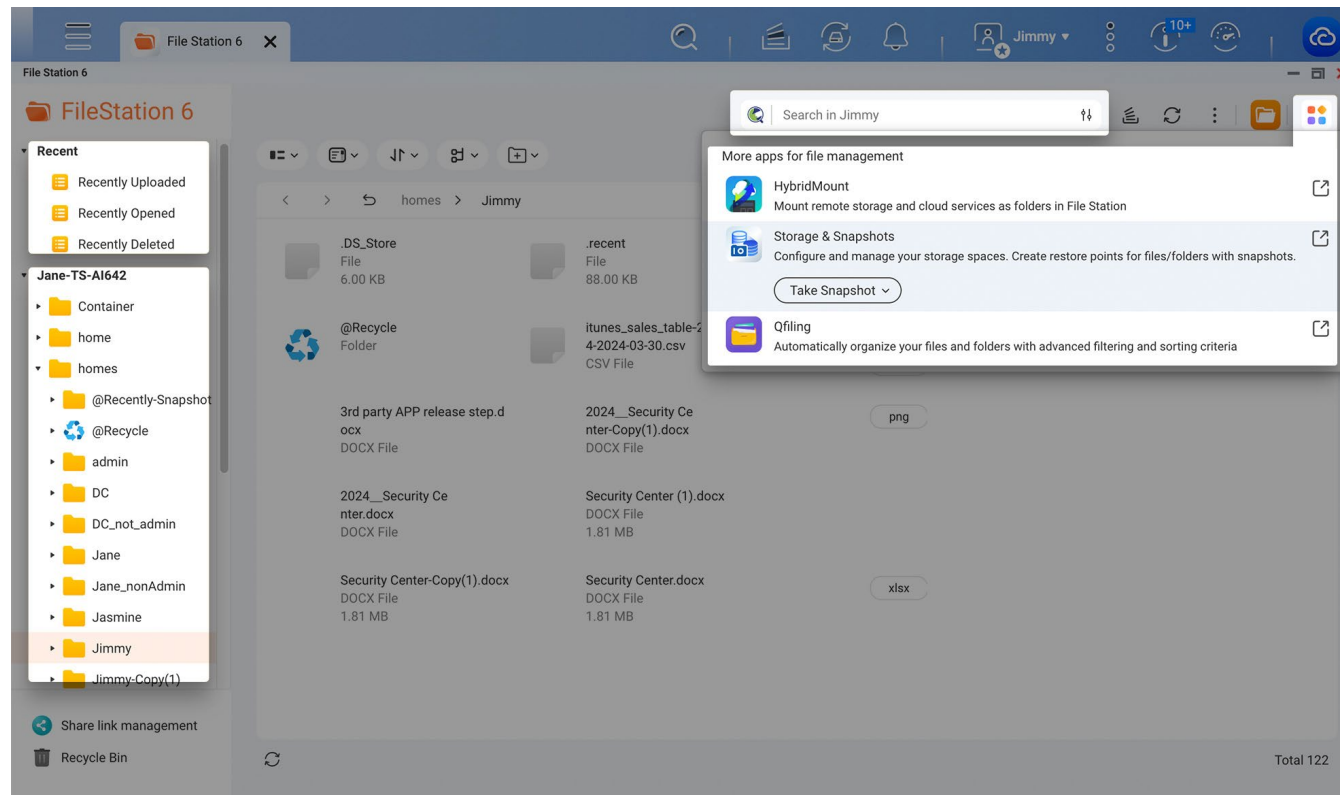 File Station 6
Jimmy
10+
File Station 6
FileStation 6
Search in Jimmy
Recent
Recently Uploaded
Recently Opened
Recently Deleted
Jane-TS-AI642
Container
home
homes
@Recently-Snapshot
@Recycle
admin
DC
DC_not_admin
Jane
Jane_nonAdmin
Jasmine
Jimmy
Jimmy-Copy(1)
Share link management
Recycle Bin
homes > Jimmy
.DS_Store
File
6.00 KB
.recent
File
88.00 KB
@Recycle
Folder
itunes_sales_table-2
4-2024-03-30.csv
CSV File
3rd party APP release step.d
ocx
DOCX File
2024__Security Ce
nter-Copy(1).docx
DOCX File
png
2024__Security Ce
nter.docx
DOCX File
Security Center (1).docx
DOCX File
1.81 MB
Security Center-Copy(1).docx
DOCX File
1.81 MB
Security Center.docx
DOCX File
1.81 MB
xlsx
More apps for file management
HybridMount
Mount remote storage and cloud services as folders in File Station
Storage & Snapshots
Configure and manage your storage spaces. Create restore points for files/folders with snapshots.
Take Snapshot
Qfiling
Automatically organize your files and folders with advanced filtering and sorting criteria
Total 122